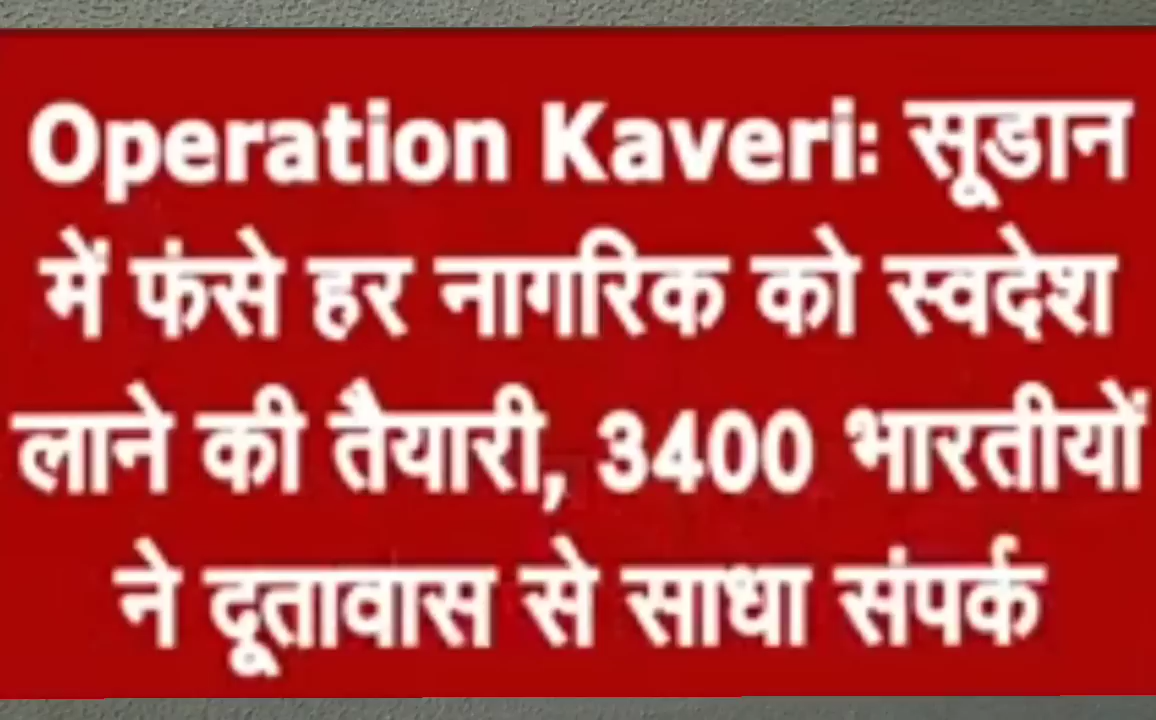 Operation Kaveri: सूडान
में फंसे हर नागरिक को स्वदेश
लाने की तैयारी, 3400 भारतीयों
ने दूतावास से साधा संपर्क